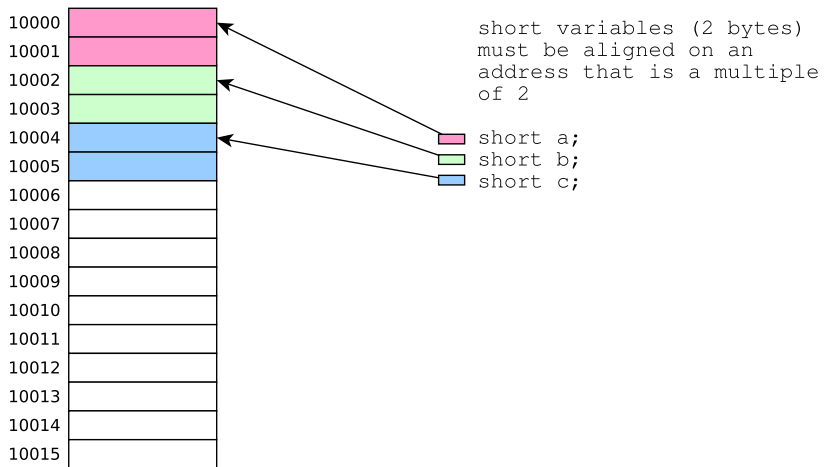 10000
10001
10002
10003
10004
10005
10006
10007
10008
10009
10010
10011
10012
10013
10014
10015
short variables (2 bytes)
must be aligned on an
address that is a multiple
of 2
short a;
short b;
short c;